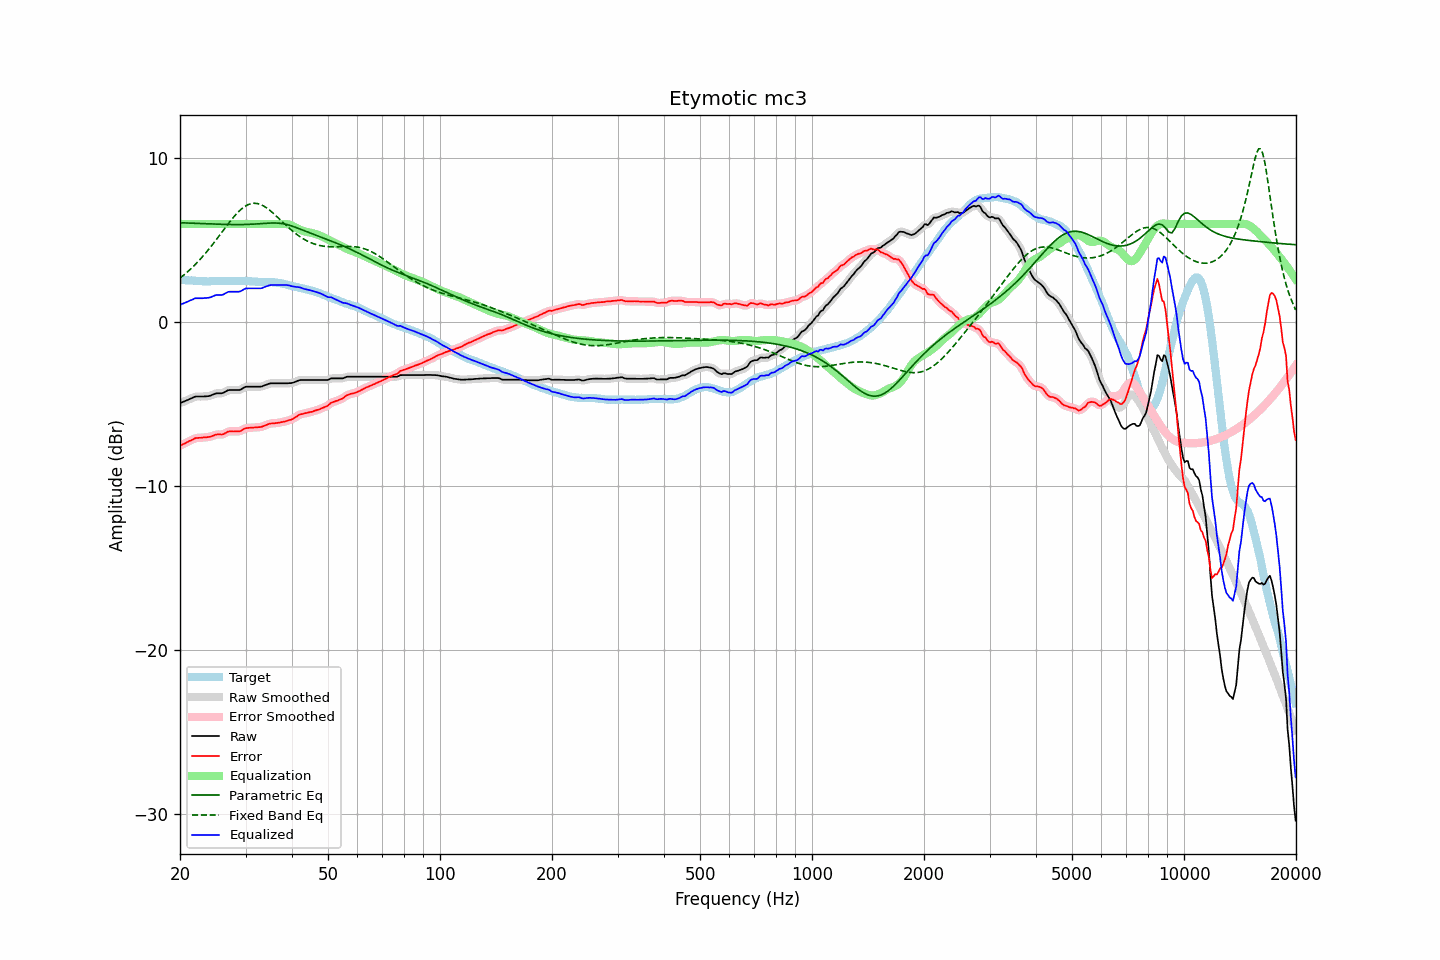 Etymotic mc3
Amplitude (dBr)
10
0
−10
−20
−30
Target
Raw Smoothed
Error Smoothed
Raw
Error
Equalization
Parametric Eq
Fixed Band Eq
Equalized
20 50 100 200 500 1000 2000 5000 10000 20000
Frequency (Hz)